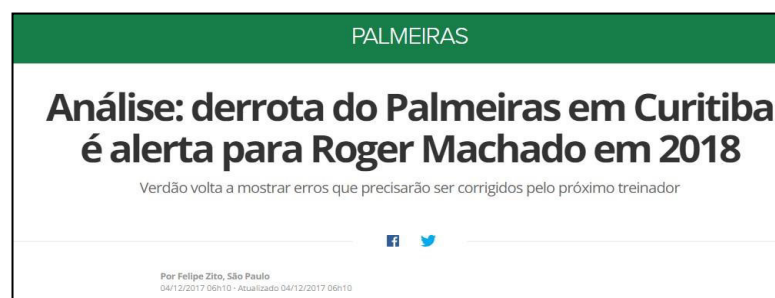 PALMEIRAS
Análise: derrota do Palmeiras em Curitiba
é alerta para Roger Machado em 2018
Verdão volta a mostrar erros que precisarão ser corrigidos pelo próximo treinador
Por Felipe Zito, São Paulo
04/12/2017 06h10 - Atualizado 04/12/2017 06h10